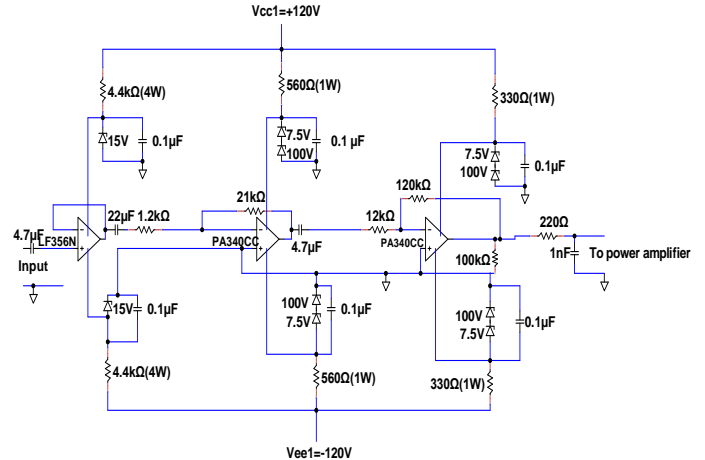 Vcc1=+120V
4.4kΩ(4W)
560Ω(1W)
330Ω(1W)
15V
0.1µF
7.5V
100V
0.1 µF
7.5V
100V
0.1µF
21kΩ
120kΩ
22µF
1.2kΩ
12kΩ
220Ω
4.7µF
LF356N
PA340CC
4.7µF
PA340CC
100kΩ
1nF
To power amplifier
Input
15V
0.1µF
100V
7.5V
0.1µF
100V
7.5V
0.1µF
4.4kΩ(4W)
560Ω(1W)
330Ω(1W)
Vee1=-120V